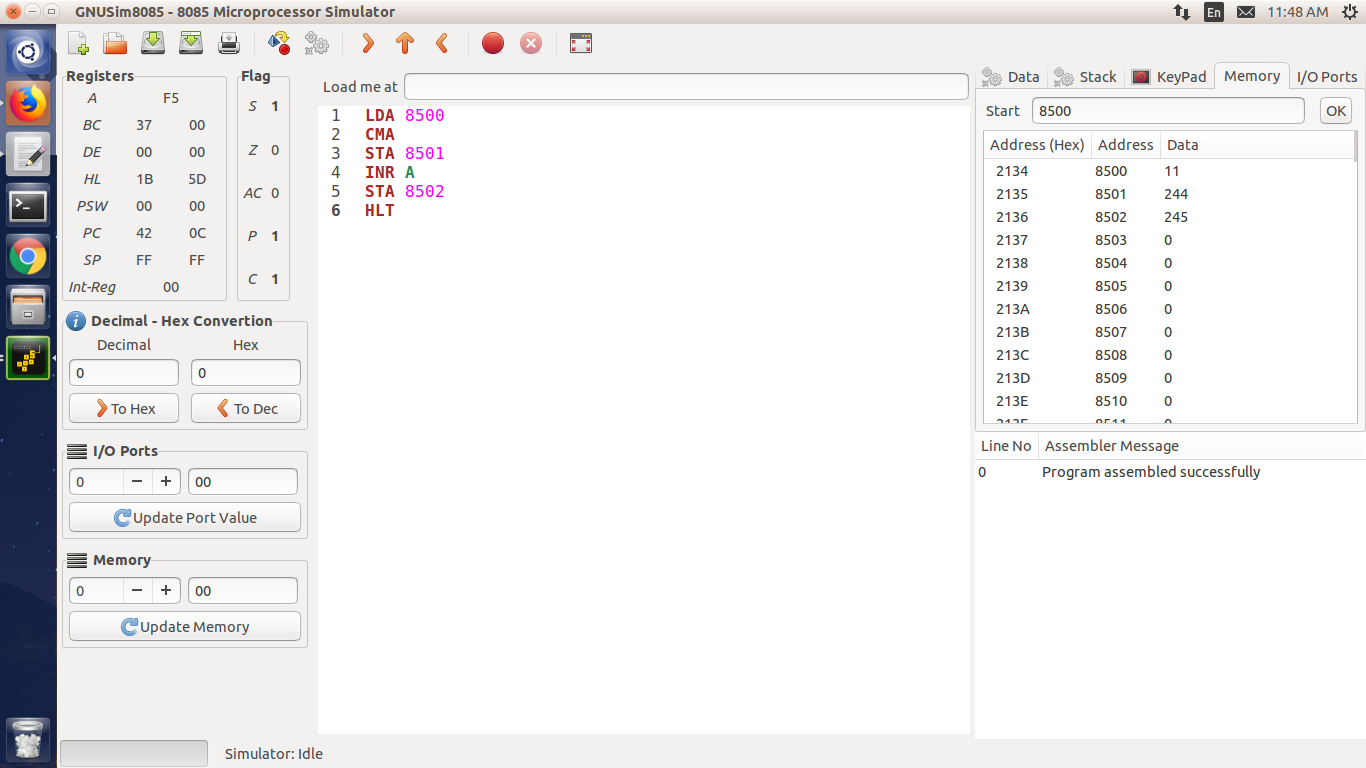 GNUSim8085 - 8085 Microprocessor Simulator
En
11:48 AM
Registers
A F5
BC 37 00
DE 00 00
HL 1B 5D
PSW 00 00
PC 42 0C
SP FF FF
Int-Reg 00
Flag
S 1
Z 0
AC 0
P 1
C 1
Decimal - Hex Convertion
Decimal Hex
0 0
To Hex To Dec
I/O Ports
0 − + 00
Update Port Value
Memory
0 − + 00
Update Memory
Load me at
1 LDA 8500
2 CMA
3 STA 8501
4 INR A
5 STA 8502
6 HLT
Data Stack KeyPad Memory I/O Ports
Start 8500 OK
Address (Hex) Address Data
2134 8500 11
2135 8501 244
2136 8502 245
2137 8503 0
2138 8504 0
2139 8505 0
213A 8506 0
213B 8507 0
213C 8508 0
213D 8509 0
213E 8510 0
213F 8511 0
Line No Assembler Message
0 Program assembled successfully
Simulator: Idle